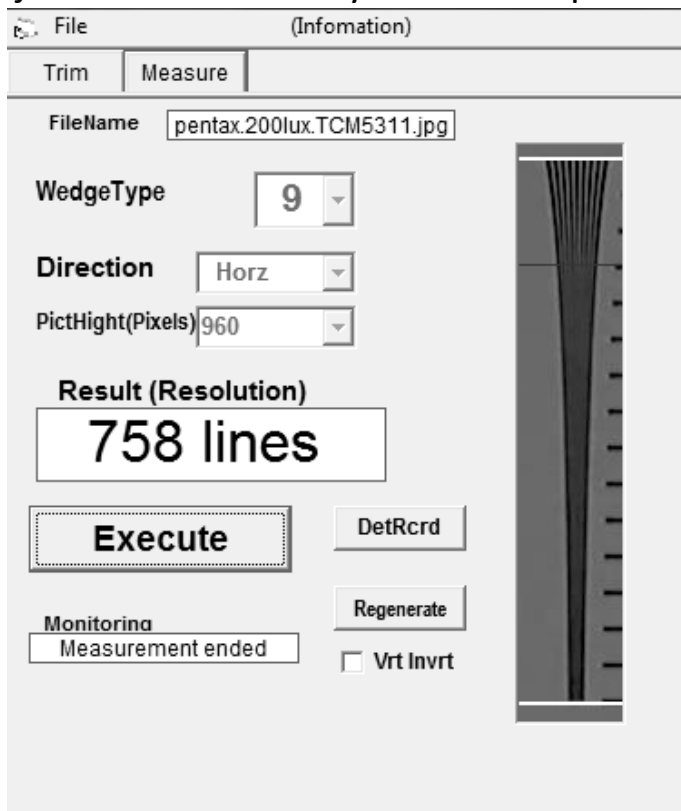 File (Infomation)
Trim Measure
FileName pentax.200lux.TCM5311.jpg
WedgeType 9
Direction Horz
PictHight(Pixels) 960
Result (Resolution)
758 lines
Execute DetRcrd
Regenerate
Monitoring
Measurement ended
Vrt Invrt